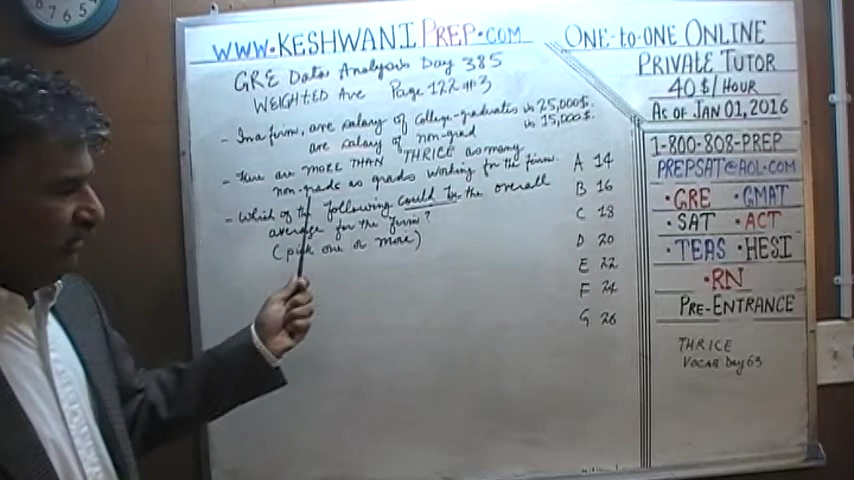 WWW.KESHWANIPREP.COM
GRE Data Analysis Day 385
WEIGHTED Ave Page 122 #3
- In a firm, ave salary of college-graduates is 25,000$.
ave salary of non-grad is 15,000$.
- There are MORE THAN THRICE as many
non-grads as grads working for the firm.
- Which of the following could be the overall
average for the firm?
(pick one or more)
A 14
B 16
C 18
D 20
E 22
F 24
G 26
ONE-TO-ONE ONLINE
PRIVATE TUTOR
40$/HOUR
AS OF JAN 01, 2016
1-800-808-PREP
PREPSAT@AOL.COM
• GRE • GMAT
• SAT • ACT
• TEAS • HESI
• RN
PRE-ENTRANCE
THRICE
VOCAB Day 63